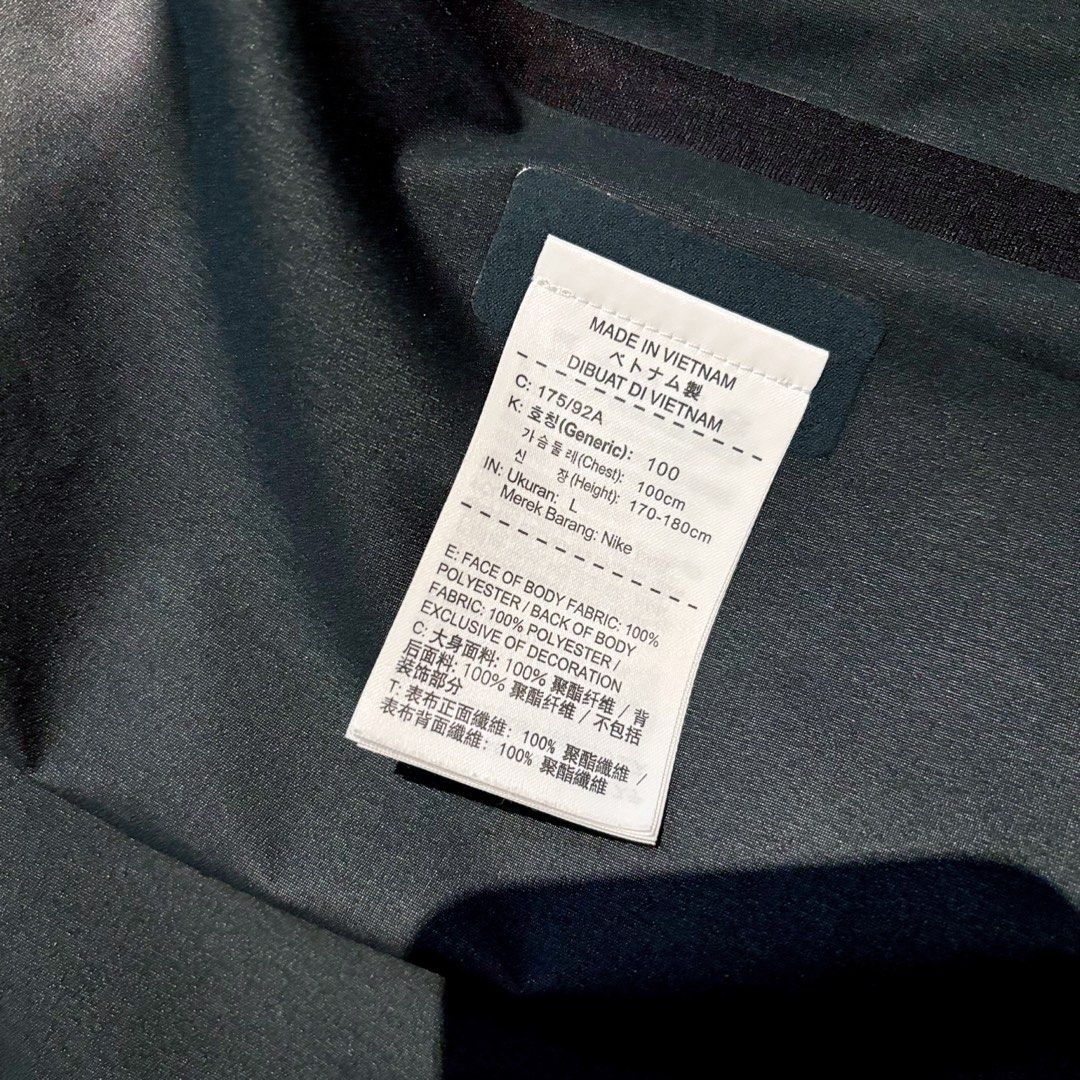 MADE IN VIETNAM
ベトナム製
DIBUAT DI VIETNAM
C: 175/92A
K: 호칭(Generic): 100
가슴둘레(Chest): 100cm
신 장(Height): 170-180cm
IN: Ukuran: L
Merek Barang: Nike
E: FACE OF BODY FABRIC: 100%
POLYESTER / BACK OF BODY
FABRIC: 100% POLYESTER /
EXCLUSIVE OF DECORATION
C: 大身面料: 100% 聚酯纤维 / 背
后面料: 100% 聚酯纤维 / 不包括
装饰部分
T: 表布正面纖維: 100% 聚酯纖維 /
表布背面纖維: 100% 聚酯纖維